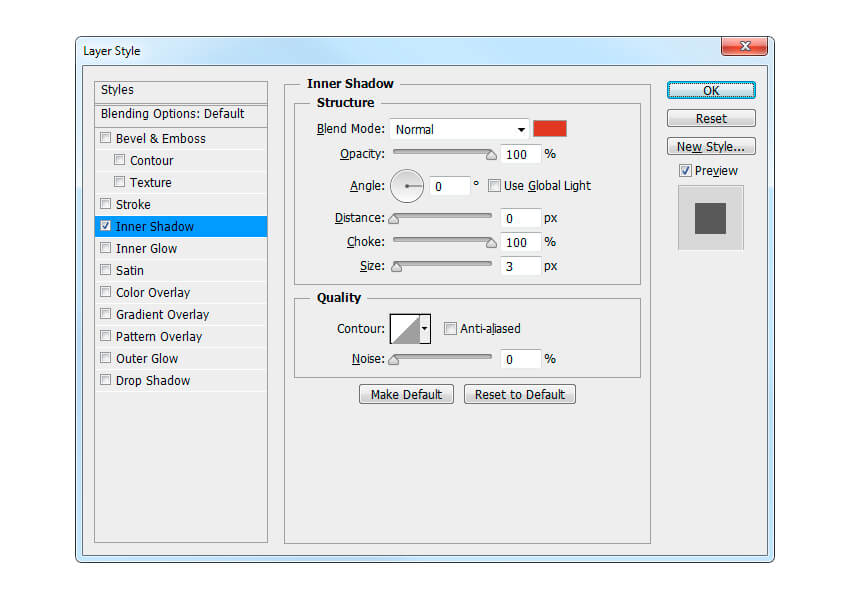 Layer Style
Styles
Blending Options: Default
Bevel & Emboss
Contour
Texture
Stroke
Inner Shadow
Inner Glow
Satin
Color Overlay
Gradient Overlay
Pattern Overlay
Outer Glow
Drop Shadow
Inner Shadow
Structure
Blend Mode: Normal
Opacity: 100 %
Angle: 0 ° Use Global Light
Distance: 0 px
Choke: 100 %
Size: 3 px
Quality
Contour: Anti-aliased
Noise: 0 %
Make Default Reset to Default
OK
Reset
New Style...
Preview